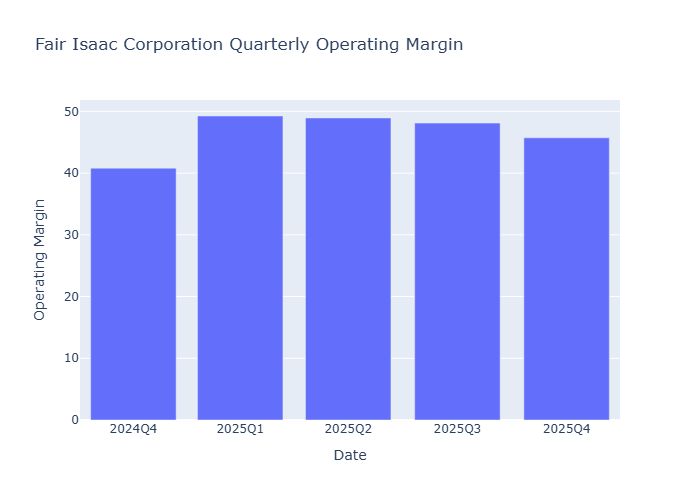 Fair Isaac Corporation Quarterly Operating Margin
50
40
30
20
10
0
Operating Margin
2024Q4 2025Q1 2025Q2 2025Q3 2025Q4
Date